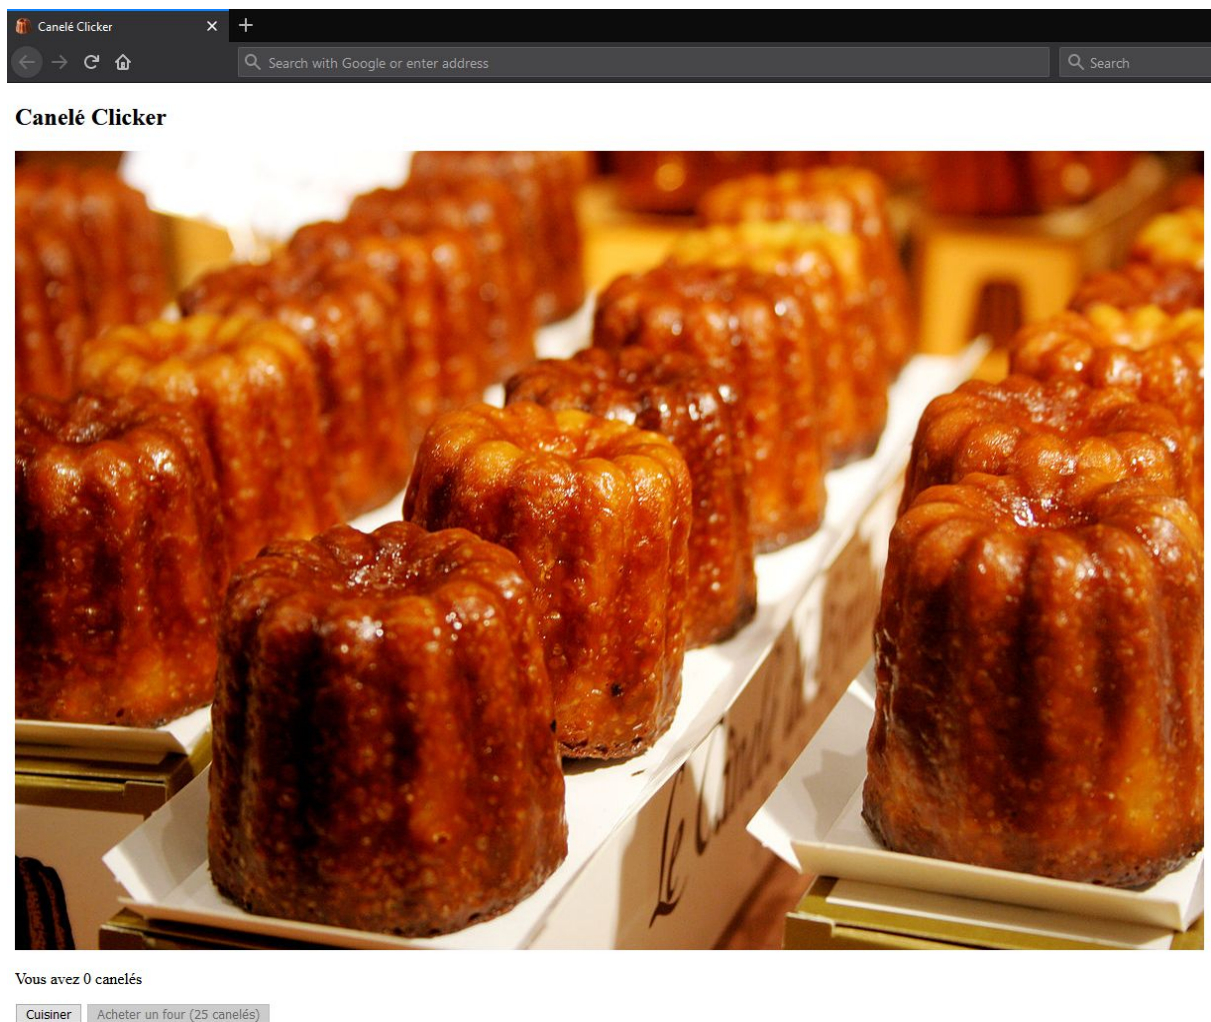 Canelé Clicker
Search with Google or enter address
Search
Canelé Clicker
Le
Vous avez 0 canelés
Cuisiner
Acheter un four (25 canelés)